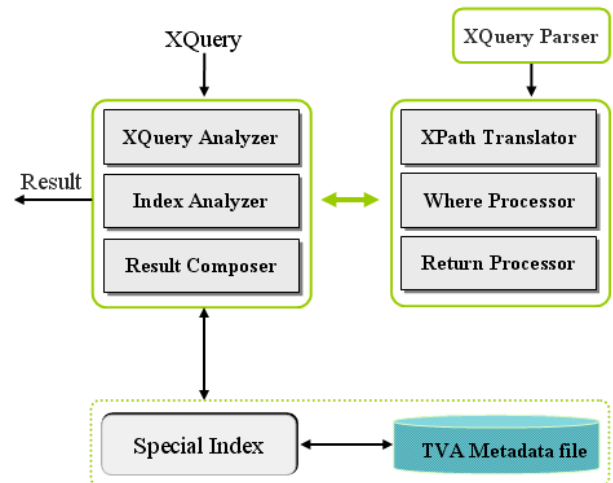 XQuery
XQuery Parser
XQuery Analyzer
Index Analyzer
Result Composer
Result
XPath Translator
Where Processor
Return Processor
Special Index
TVA Metadata file